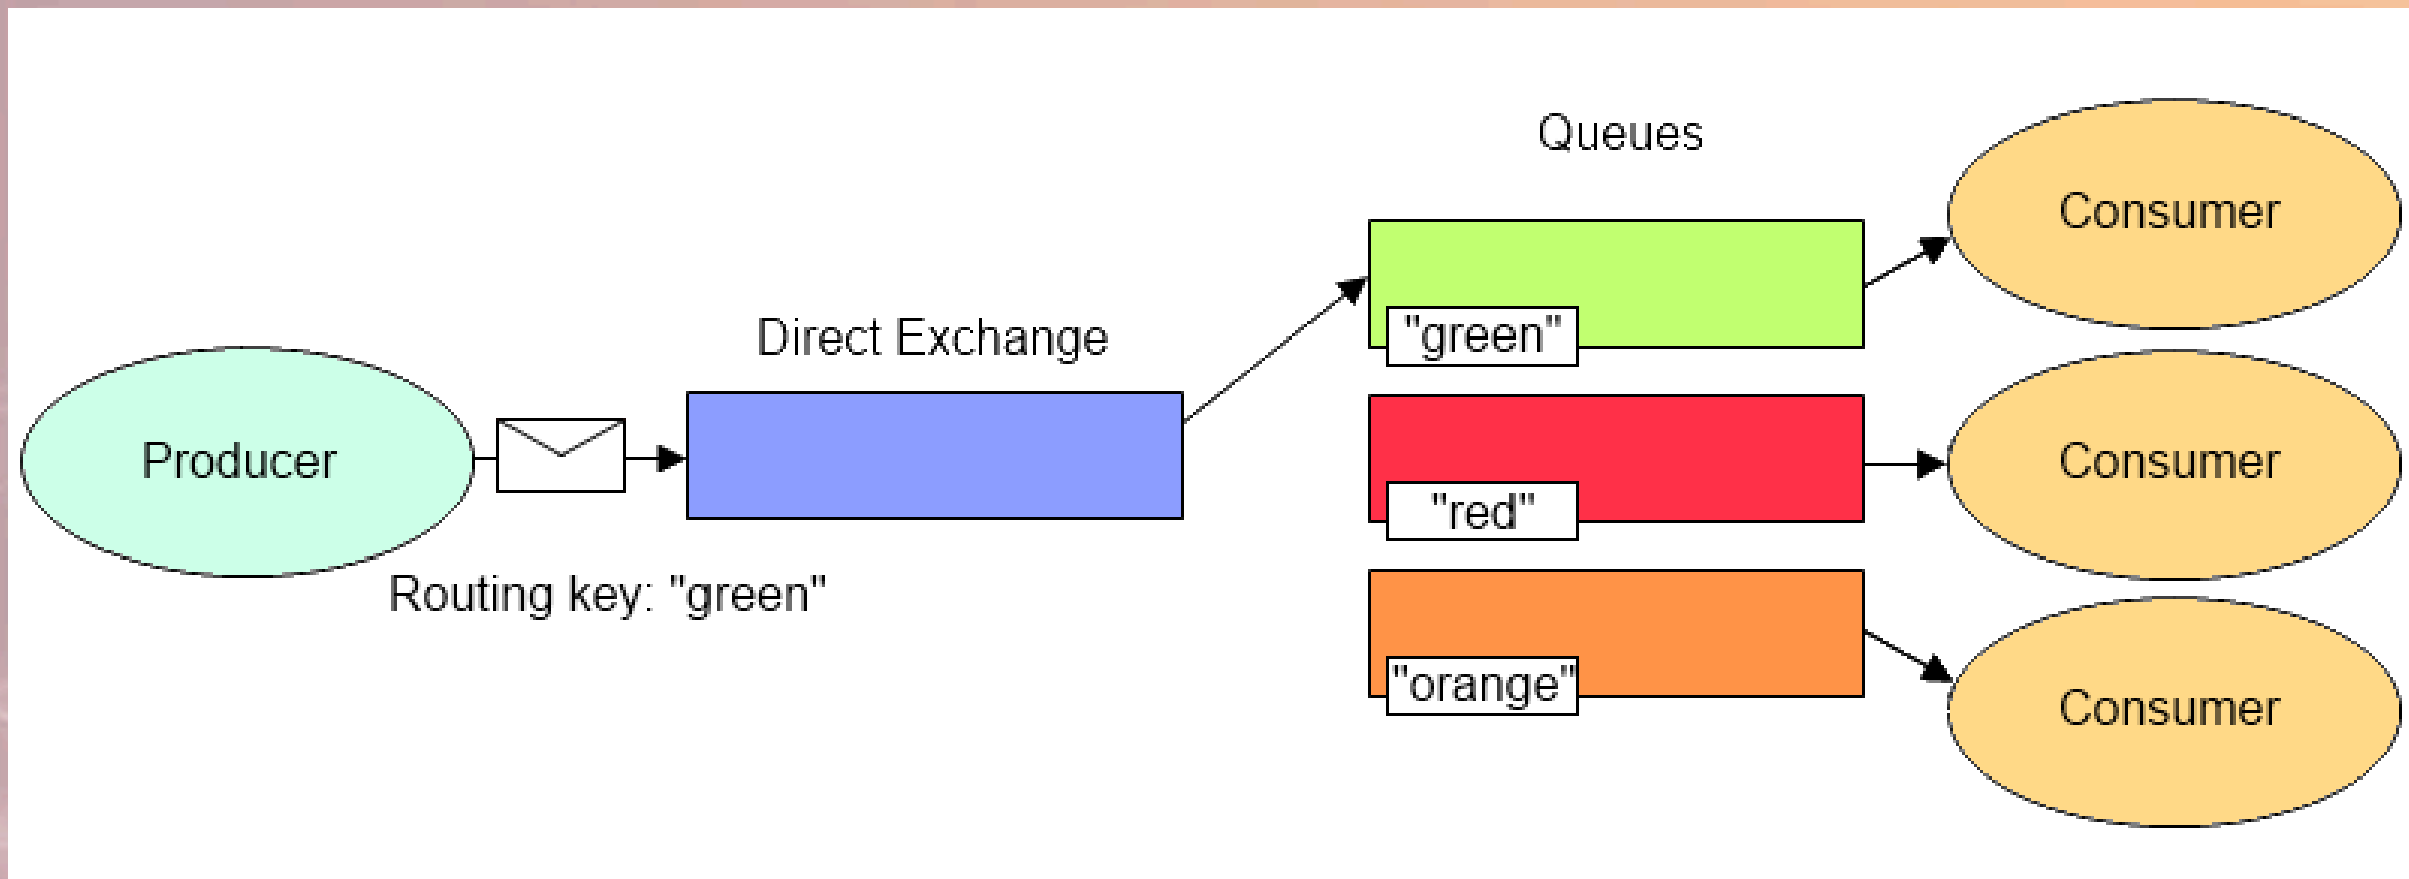 Queues
Consumer
"green"
Direct Exchange
Producer
Consumer
"red"
Routing key: "green"
"orange"
Consumer